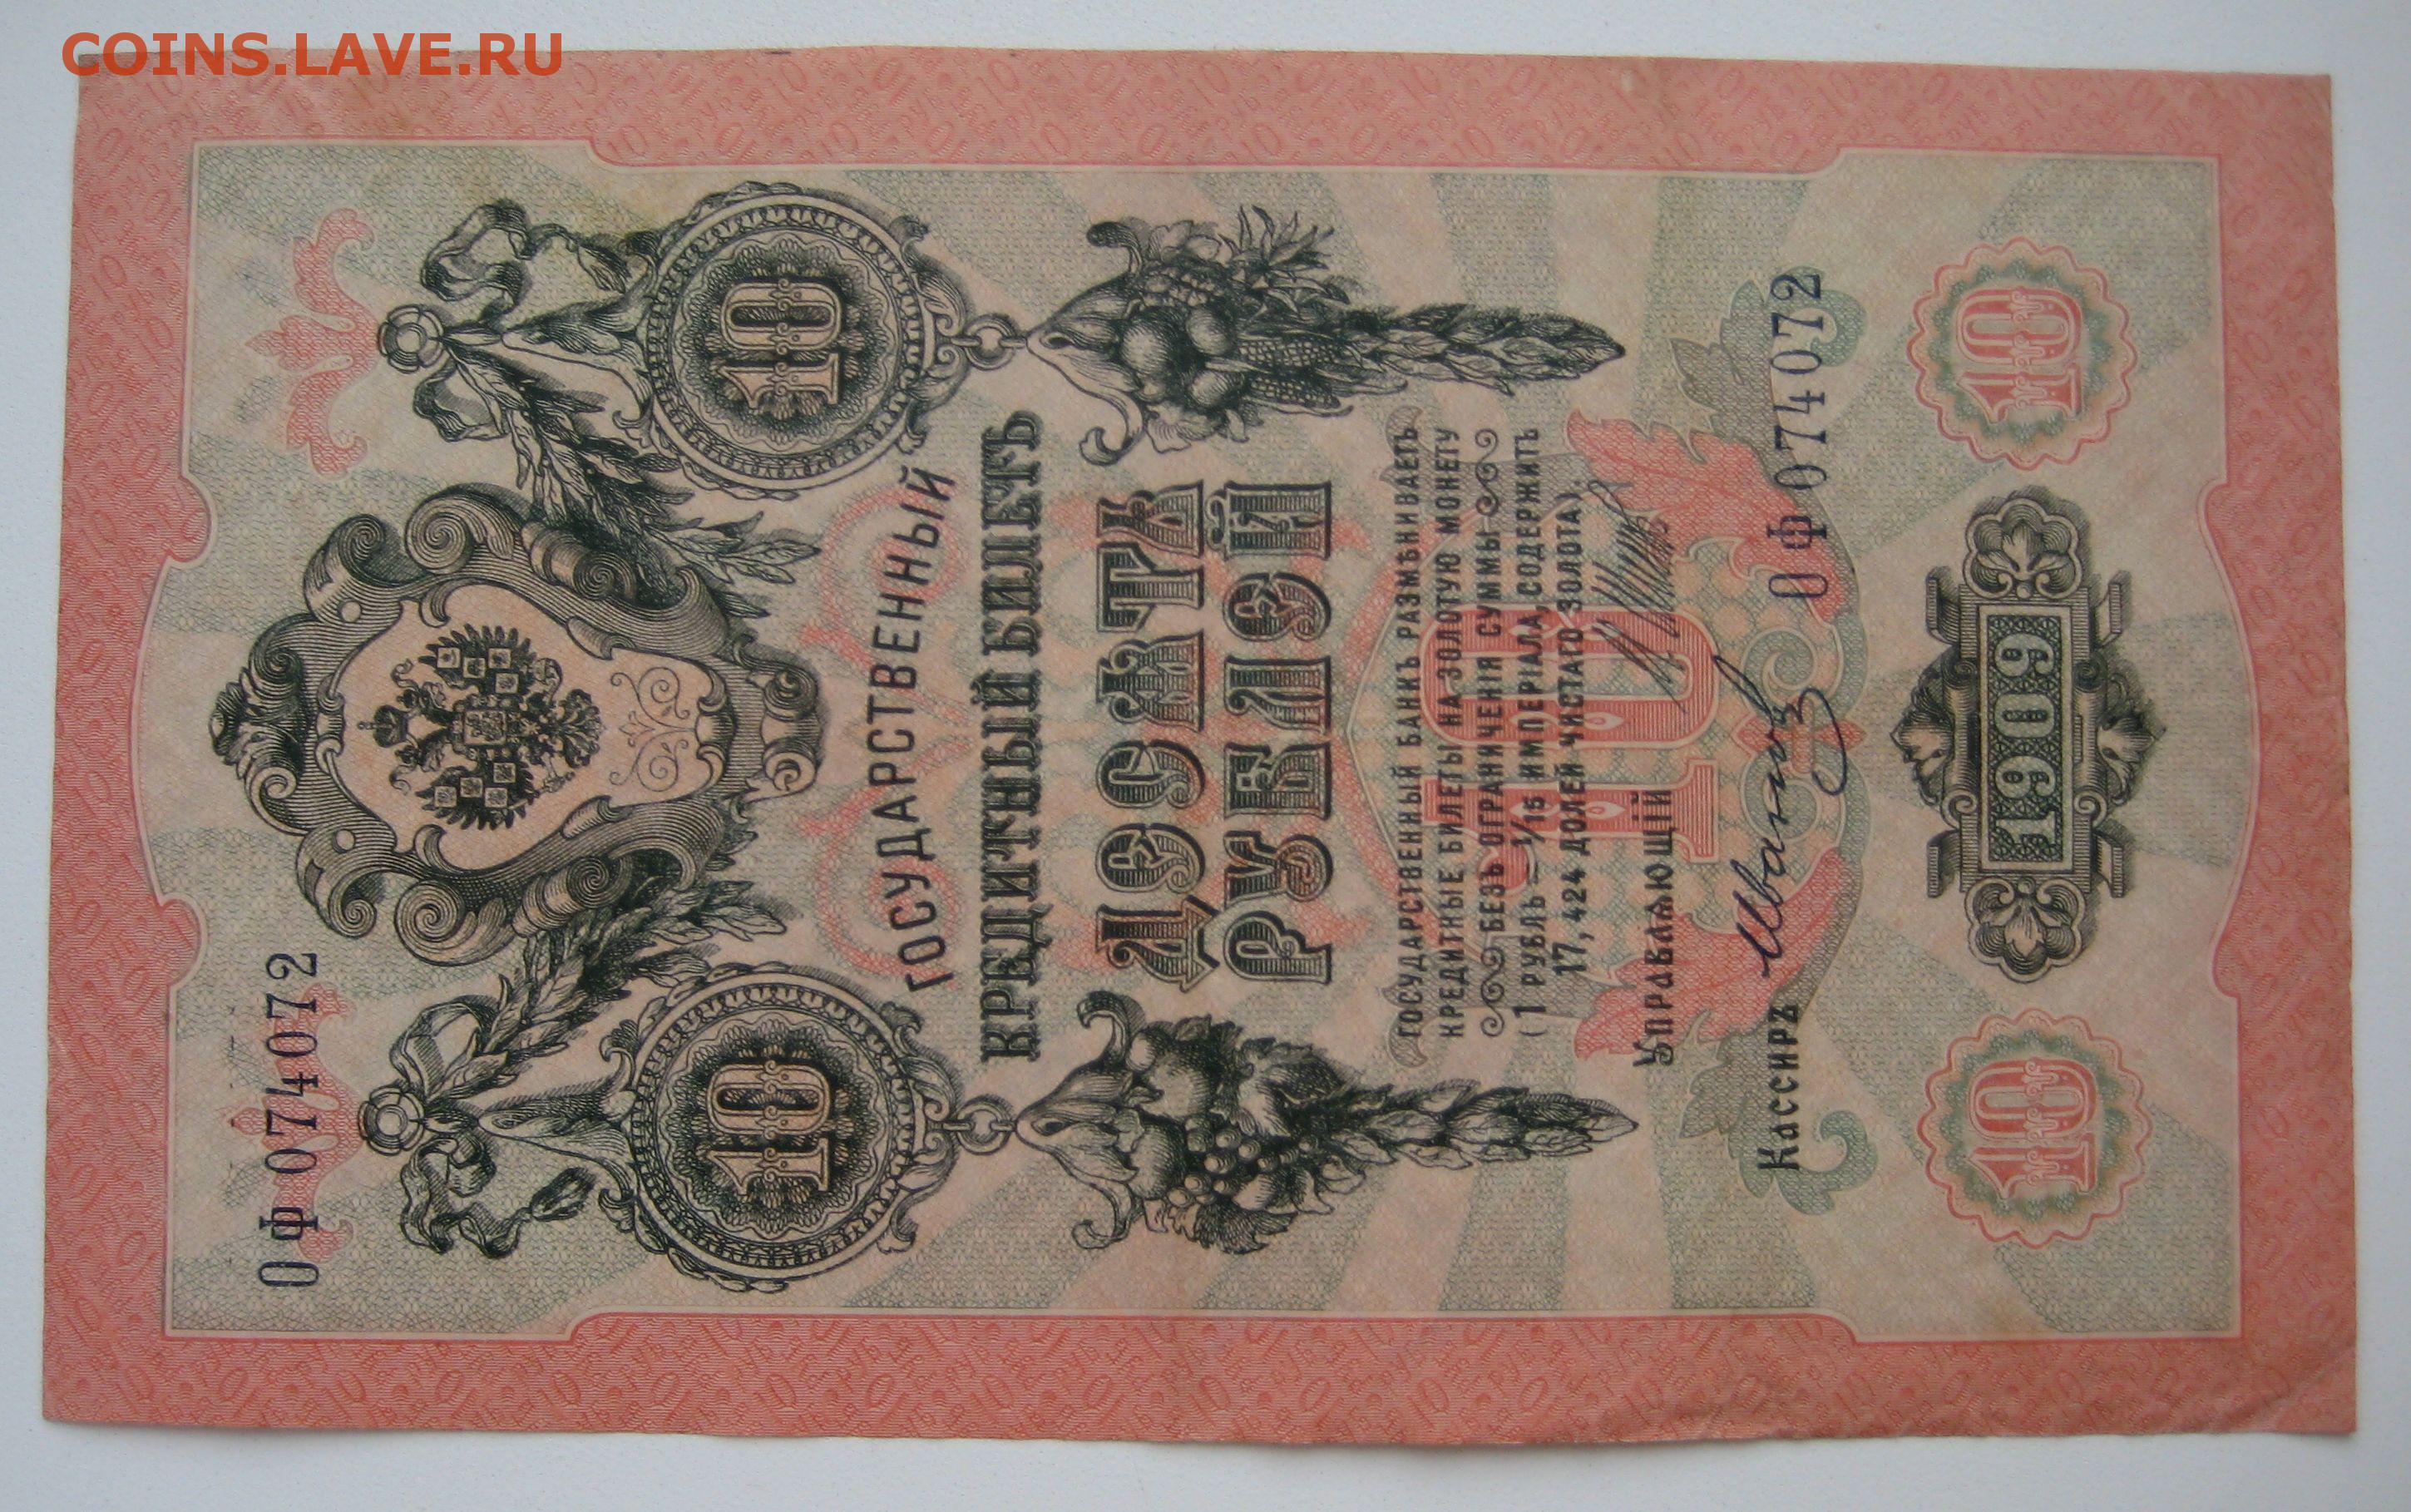 COINS.LAVE.RU
ОФ 074072
10
10
ГОСУДАРСТВЕННЫЙ
КРЕДИТНЫЙ БИЛЕТЪ
ДЕСЯТЬ
РУБЛЕЙ
ГОСУДАРСТВЕННЫЙ БАНКЪ РАЗМѢНИВАЕТЪ
КРЕДИТНЫЕ БИЛЕТЫ НА ЗОЛОТУЮ МОНЕТУ
БЕЗЪ ОГРАНИЧЕНІЯ СУММЫ
(1 РУБЛЬ = 1/15 ИМПЕРІАЛА, СОДЕРЖИТЪ
17,424 ДОЛЕЙ ЧИСТАГО ЗОЛОТА).
10
Управляющій
Кассиръ Иванов
ОФ 074072
10
1909
10